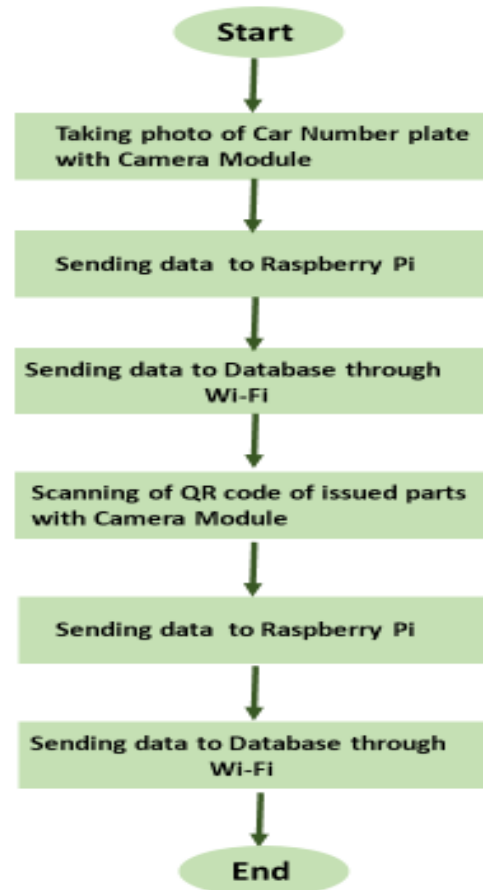 Start
Taking photo of Car Number plate
with Camera Module
Sending data to Raspberry Pi
Sending data to Database through
Wi-Fi
Scanning of QR code of issued parts
with Camera Module
Sending data to Raspberry Pi
Sending data to Database through
Wi-Fi
End